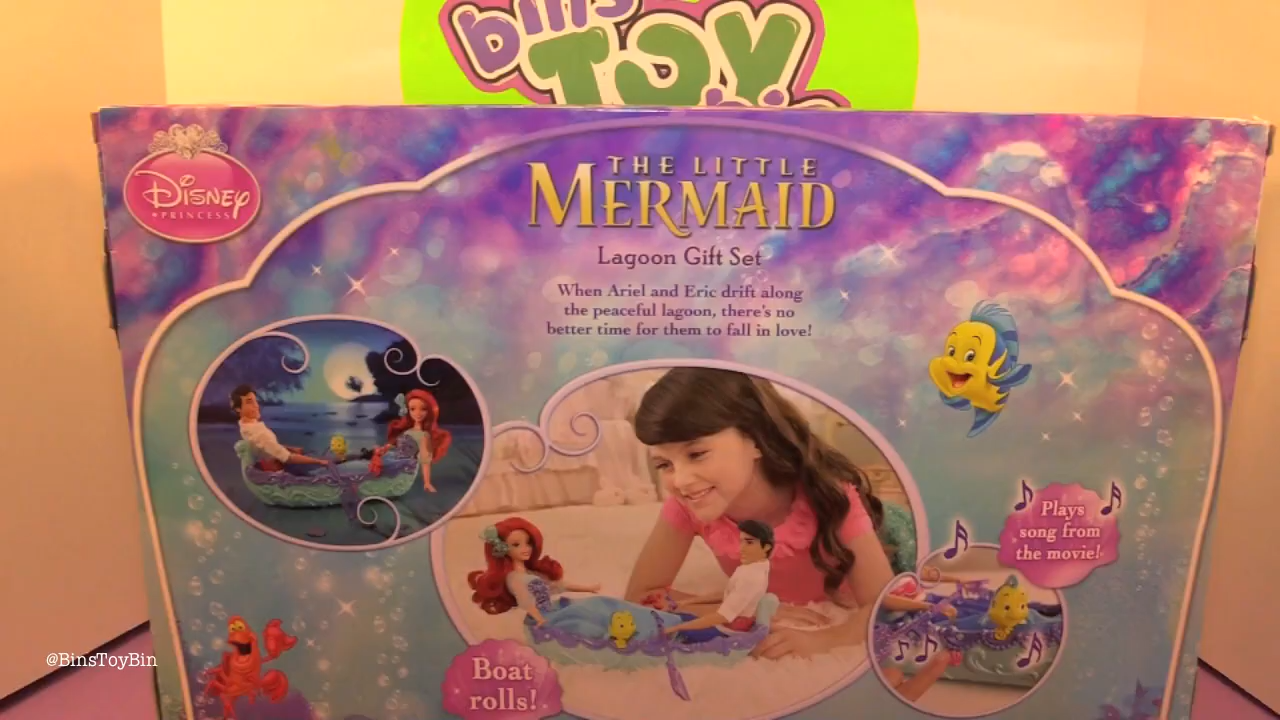 bins
Toy
Disney
PRINCESS
THE LITTLE
MERMAID
Lagoon Gift Set
When Ariel and Eric drift along
the peaceful lagoon, there's no
better time for them to fall in love!
Plays
song from
the movie!
Boat
rolls!
@BinsToyBin